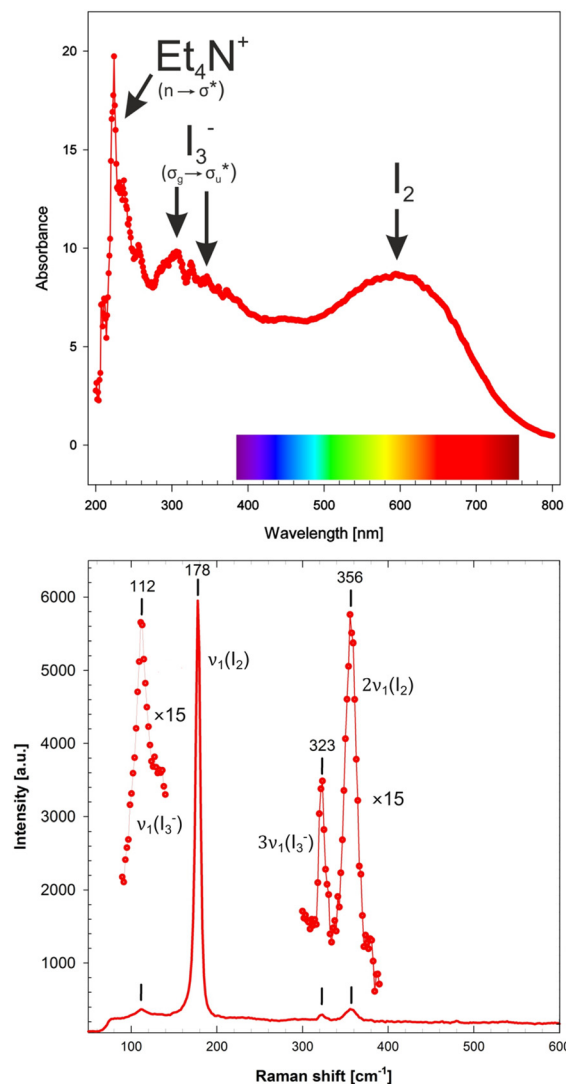 Et₄N⁺
(n → σ*)
I₃⁻
(σg→σu*)
I₂
Absorbance
20
15
10
5
0
200 300 400 500 600 700 800
Wavelength [nm]
112 178 356
6000
ν₁(I₂)
2ν₁(I₂)
5000
×15
323
×15
4000
ν₁(I₃⁻)
3ν₁(I₃⁻)
3000
2000
1000
Intensity [a.u.]
100 200 300 400 500 600
Raman shift [cm⁻¹]